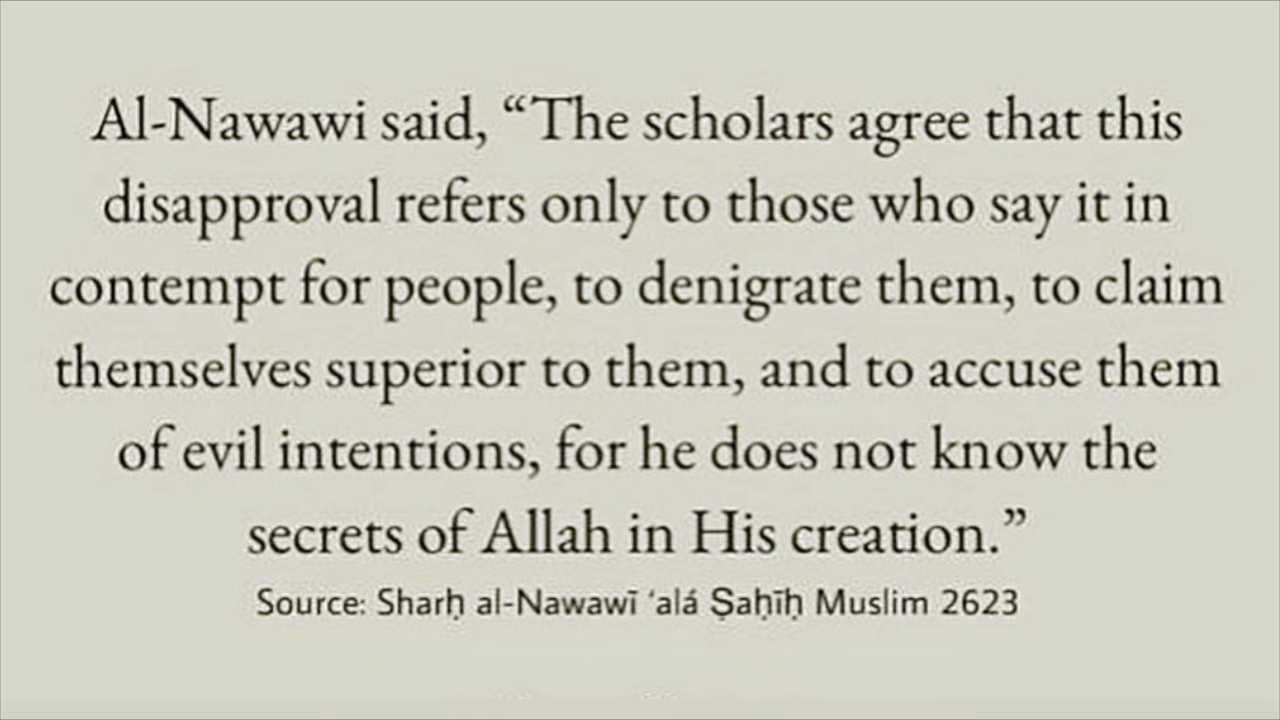 Al-Nawawi said, “The scholars agree that this
disapproval refers only to those who say it in
contempt for people, to denigrate them, to claim
themselves superior to them, and to accuse them
of evil intentions, for he does not know the
secrets of Allah in His creation.”
Source: Sharḥ al-Nawawī ‘alá Ṣaḥīḥ Muslim 2623